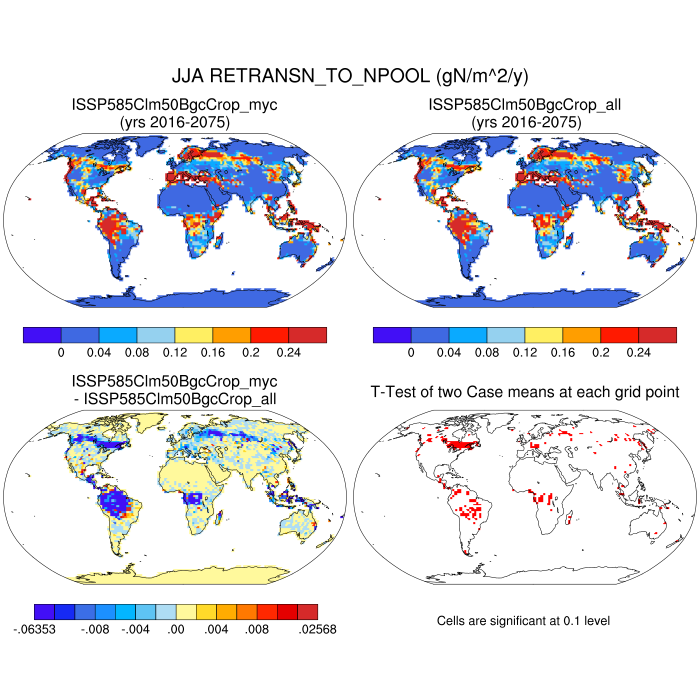 JJA RETRANSN_TO_NPOOL (gN/m^2/y)
ISSP585Clm50BgcCrop_myc
(yrs 2016-2075)
ISSP585Clm50BgcCrop_all
(yrs 2016-2075)
0 0.04 0.08 0.12 0.16 0.2 0.24
0 0.04 0.08 0.12 0.16 0.2 0.24
ISSP585Clm50BgcCrop_myc
- ISSP585Clm50BgcCrop_all
T-Test of two Case means at each grid point
-.06353 -.008 -.004 .00 .004 .008 .02568
Cells are significant at 0.1 level